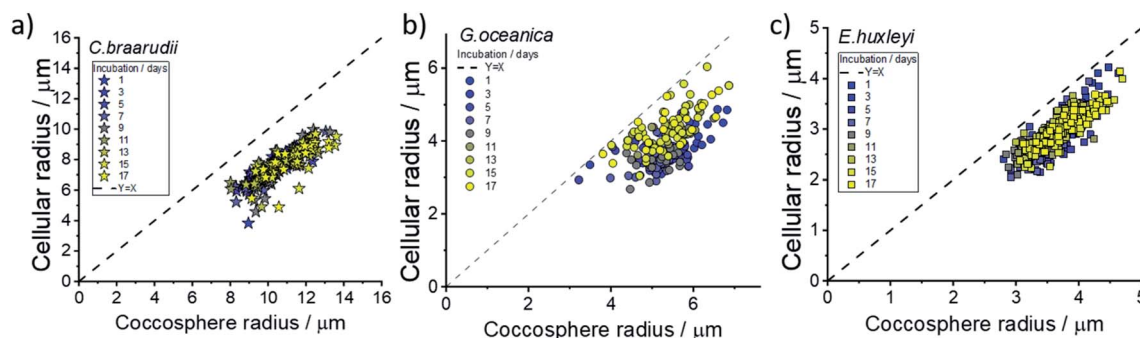 a)
C.braarudii
Incubation / days
1
3
5
7
9
11
13
15
17
Y=X
16
14
12
10
8
6
4
2
0
0 2 4 6 8 10 12 14 16
Cellular radius / μm
Coccosphere radius / μm
b)
G.oceanica
Incubation / days
Y=X
1
3
5
7
9
11
13
15
17
6
4
2
0
0 2 4 6
Cellular radius / μm
Coccosphere radius / μm
c)
E.huxleyi
Incubation / days
Y=X
1
3
5
7
9
11
13
15
17
5
4
3
2
1
0
0 1 2 3 4 5
Cellular radius / μm
Coccosphere radius / μm